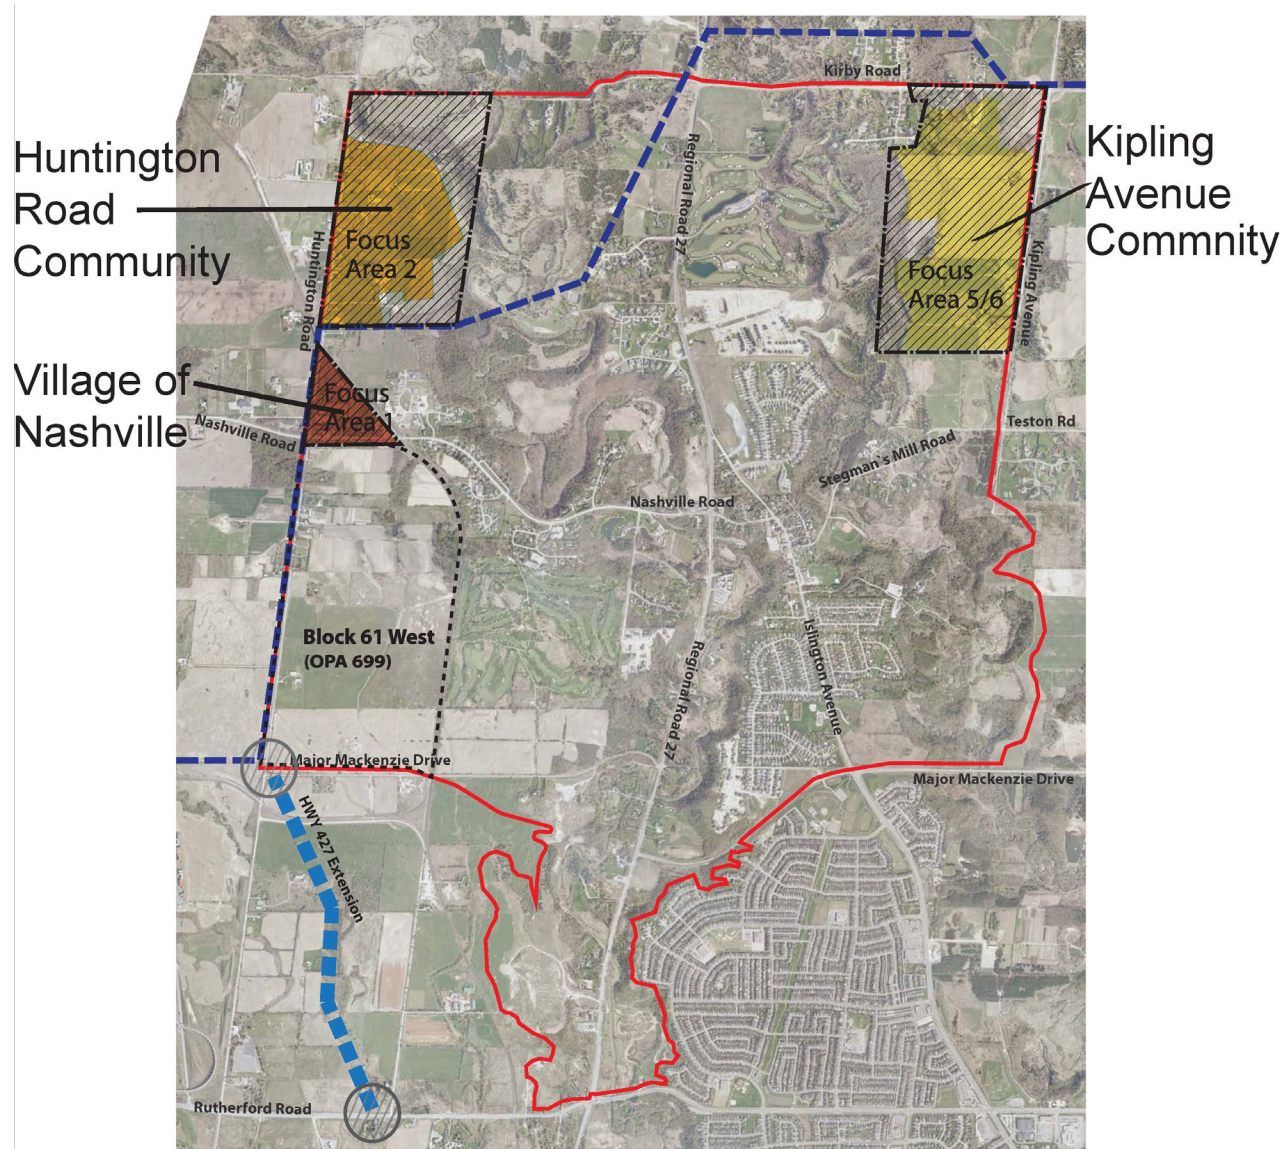 Kirby Road
Huntington
Road
Community
Kipling
Avenue
Commnity
Regional Road 27
Huntington Road
Focus
Area 2
Kipling Avenue
Focus
Area 5/6
Village of
Nashville
Focus
Area 1
Nashville Road
Teston Rd
Stegman`s Mill Road
Nashville Road
Block 61 West
(OPA 699)
Islington Avenue
Regional Road 27
Major Mackenzie Drive
Major Mackenzie Drive
HWY 427 Extension
Rutherford Road